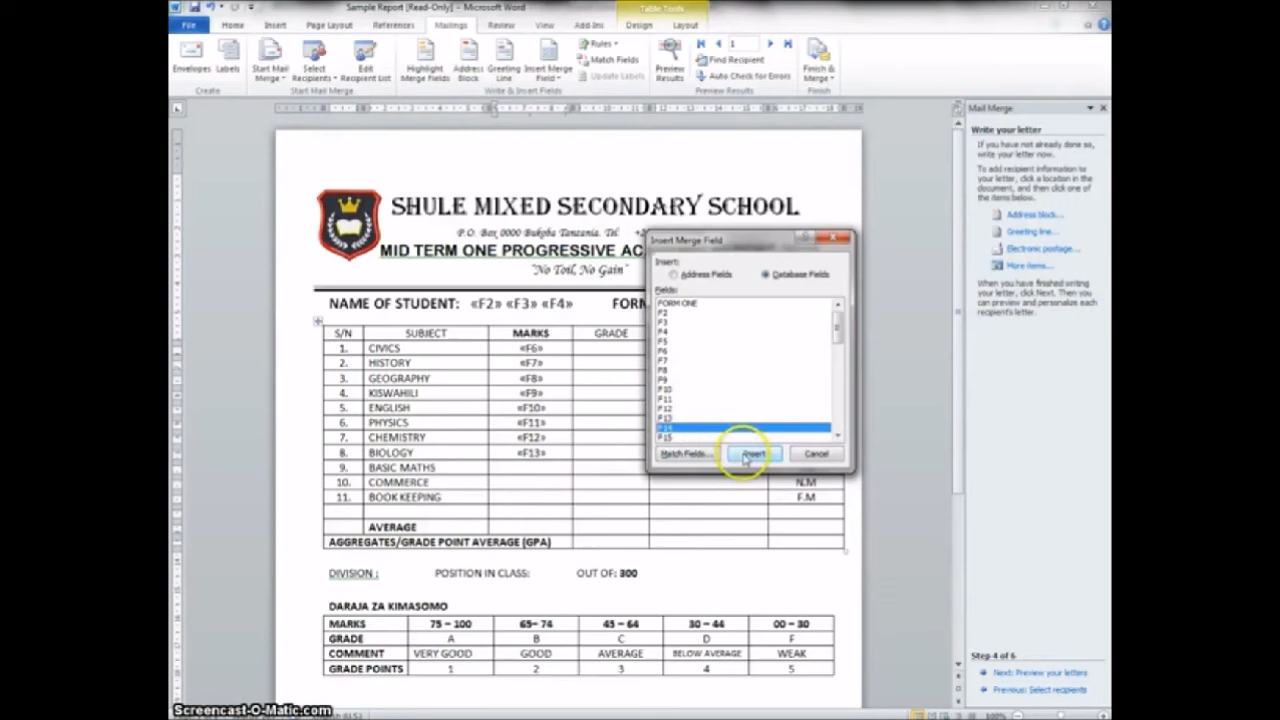 Sample Report [Read-Only] - Microsoft Word
Table Tools
File Home Insert Page Layout References Mailings Review View Add-Ins Design Layout
Envelopes Labels
Start Mail Merge
Select Recipients
Edit Recipient List
Highlight Merge Fields
Address Block
Greeting Line
Insert Merge Field
Rules
Match Fields
Update Labels
Preview Results
1
Find Recipient
Auto Check for Errors
Finish & Merge
Create Start Mail Merge Write & Insert Fields Preview Results Finish
SHULE MIXED SECONDARY SCHOOL
P.O. Box 0000 Bukoba Tanzania. Tel
MID TERM ONE PROGRESSIVE AC
"No Toil, No Gain"
NAME OF STUDENT: «F2» «F3» «F4» FORM
S/N SUBJECT MARKS GRADE
1. CIVICS «F6»
2. HISTORY «F7»
3. GEOGRAPHY «F8»
4. KISWAHILI «F9»
5. ENGLISH «F10»
6. PHYSICS «F11»
7. CHEMISTRY «F12»
8. BIOLOGY «F13»
9. BASIC MATHS
10. COMMERCE N.M
11. BOOK KEEPING F.M
AVERAGE
AGGREGATES/GRADE POINT AVERAGE (GPA)
DIVISION : POSITION IN CLASS: OUT OF: 300
DARAJA ZA KIMASOMO
MARKS 75 – 100 65– 74 45 – 64 30 – 44 00 – 30
GRADE A B C D F
COMMENT VERY GOOD GOOD AVERAGE BELOW AVERAGE WEAK
GRADE POINTS 1 2 3 4 5
Insert Merge Field
Insert:
Address Fields Database Fields
Fields:
FORM ONE
F2
F3
F4
F5
F6
F7
F8
F9
F10
F11
F12
F13
F14
F15
Match Fields... Insert Cancel
Mail Merge
Write your letter
If you have not already done so, write your letter now.
To add recipient information to your letter, click a location in the document, and then click one of the items below.
Address block...
Greeting line...
Electronic postage...
More items...
When you have finished writing your letter, click Next. Then you can preview and personalize each recipient's letter.
Step 4 of 6
Next: Preview your letters
Previous: Select recipients
100%
Screencast-O-Matic.com